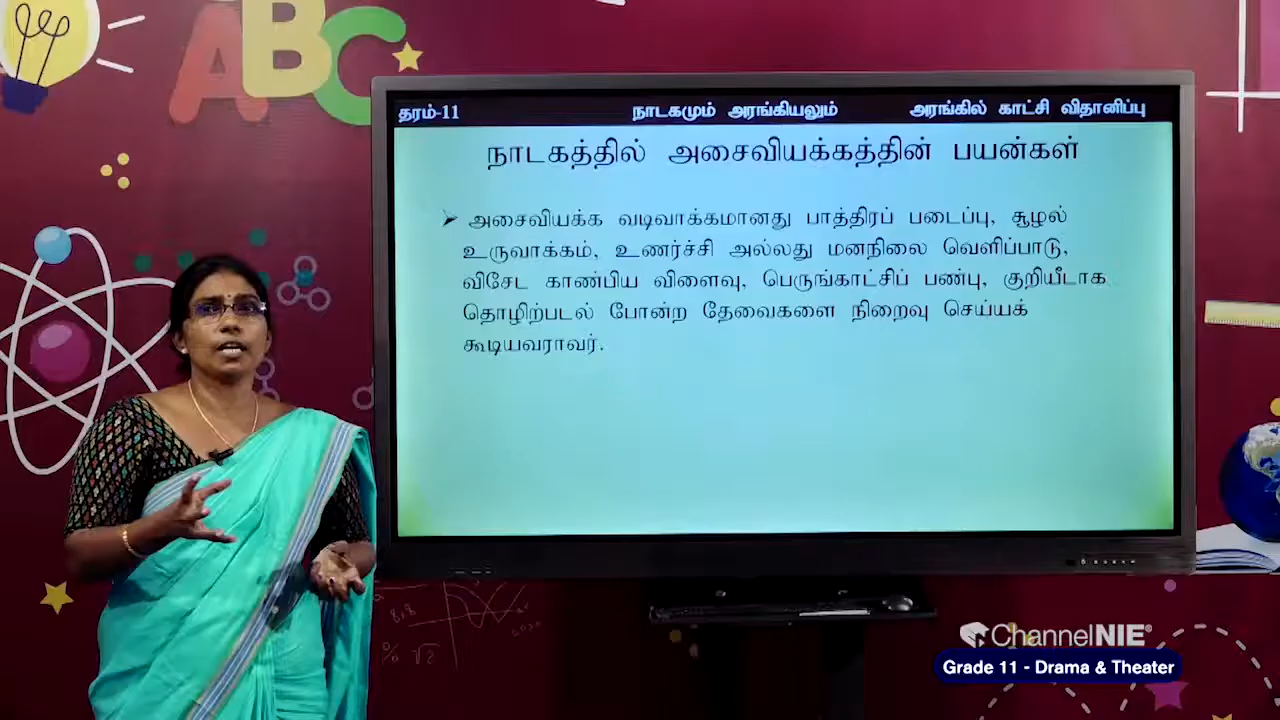 ABC
தரம்-11 நாடகமும் அரங்கியலும் அரங்கில் காட்சி விதானிப்பு
நாடகத்தில் அசைவியக்கத்தின் பயன்கள்
➤ அசைவியக்க வடிவாக்கமானது பாத்திரப் படைப்பு, சூழல்
உருவாக்கம், உணர்ச்சி அல்லது மனநிலை வெளிப்பாடு,
விசேட காண்பிய விளைவு, பெருங்காட்சிப் பண்பு, குறியீடாக
தொழிற்படல் போன்ற தேவைகளை நிறைவு செய்யக்
கூடியவராவர்.
% √2
ChannelNIE®
Grade 11 - Drama & Theater